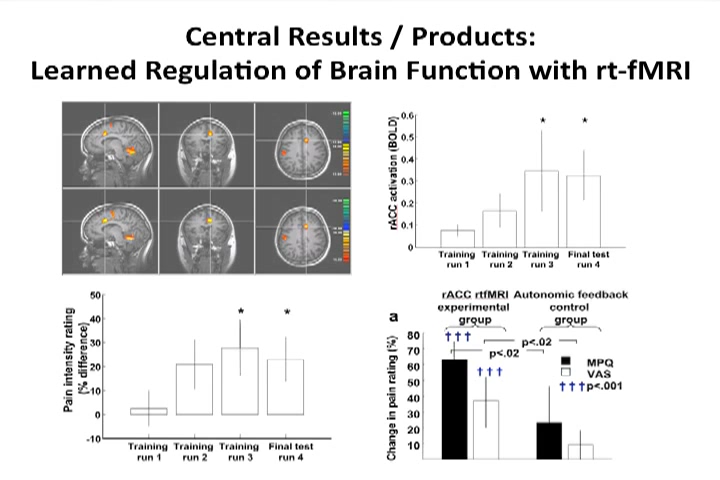 Central Results / Products:
Learned Regulation of Brain Function with rt-fMRI
rACC activation (BOLD)
0.6
0.5
0.4
0.3
0.2
0.1
0
*
*
Training run 1
Training run 2
Training run 3
Final test run 4
Pain intensity rating
(% difference)
50
40
30
20
10
0
-10
*
*
Training run 1
Training run 2
Training run 3
Final test run 4
a
rACC rtfMRI experimental group
Autonomic feedback control group
Change in pain rating (%)
80
70
60
50
40
30
20
10
†††
†††
p<.02
p<.02
MPQ
VAS
†††p<.001